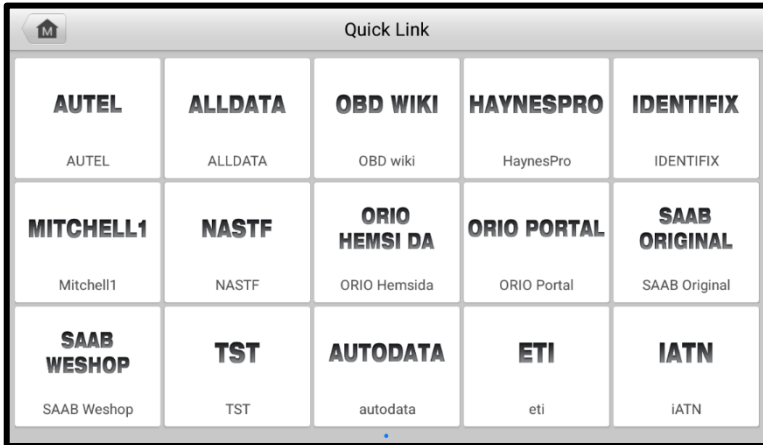 M
Quick Link
AUTEL
AUTEL
ALLDATA
ALLDATA
OBD WIKI
OBD wiki
HAYNESPRO
HaynesPro
IDENTIFIX
IDENTIFIX
MITCHELL1
Mitchell1
NASTF
NASTF
ORIO
HEMSI DA
ORIO Hemsida
ORIO PORTAL
ORIO Portal
SAAB
ORIGINAL
SAAB Original
SAAB
WESHOP
SAAB Weshop
TST
TST
AUTODATA
autodata
ETI
eti
IATN
iATN